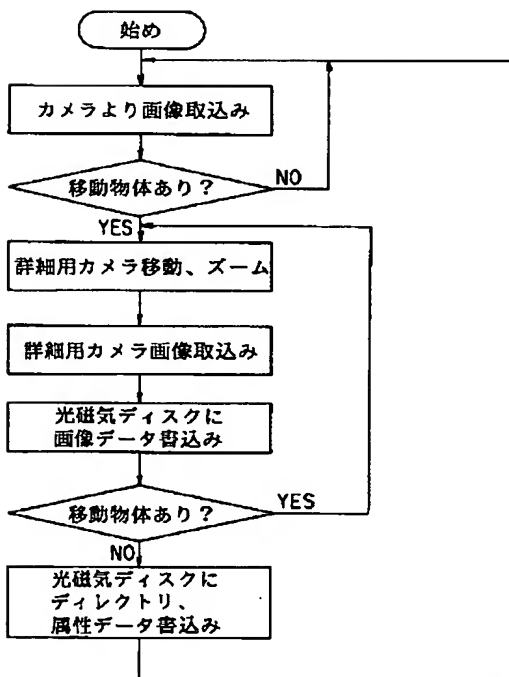 始め
カメラより画像取込み
移動物体あり？
NO
YES
詳細用カメラ移動、ズーム
詳細用カメラ画像取込み
光磁気ディスクに
画像データ書込み
移動物体あり？
YES
NO
光磁気ディスクに
ディレクトリ、
属性データ書込み